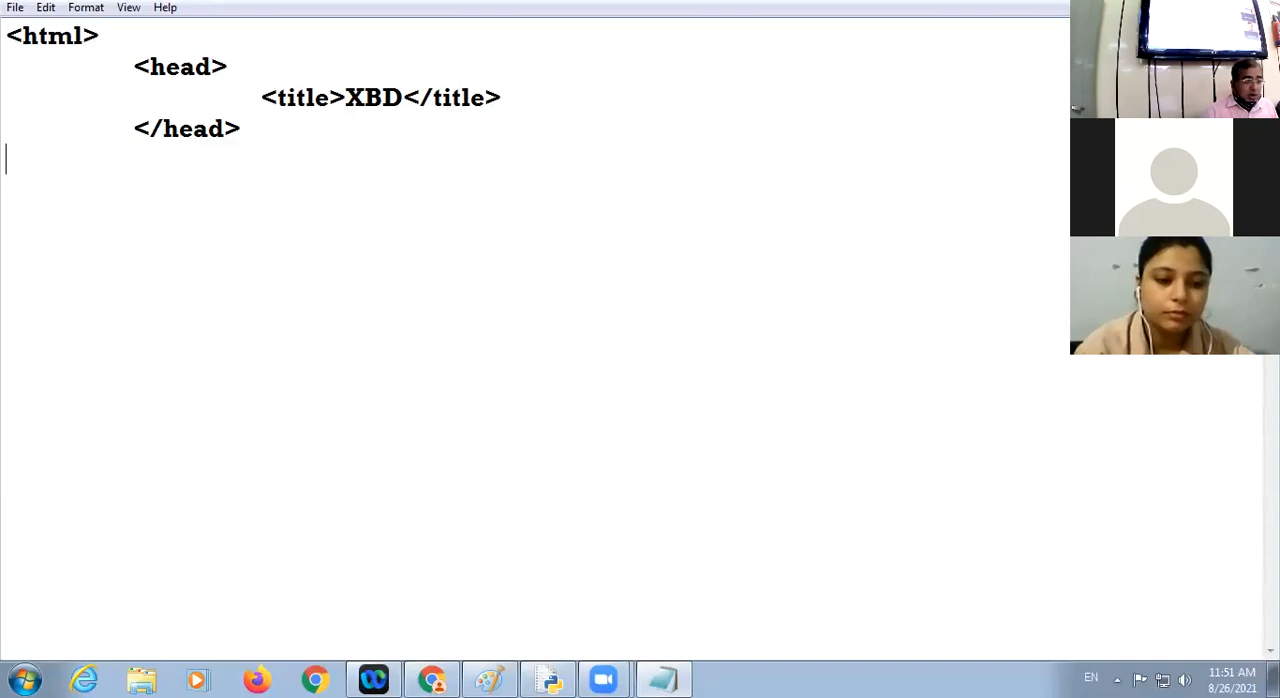 File Edit Format View Help
<html>
<head>
<title>XBD</title>
</head>
EN
11:51 AM
8/26/2021